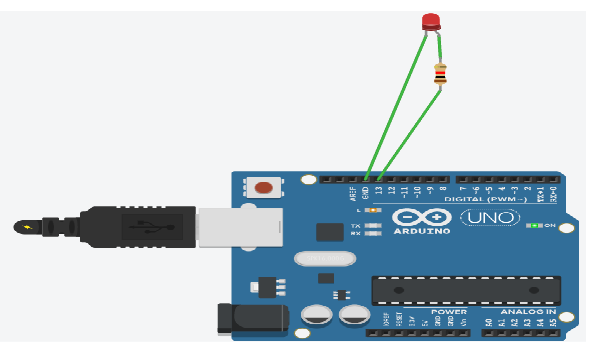 AREF
GND
13
12
~11
~10
~9
8
7
~6
~5
4
~3
2
TX→1
RX←0
DIGITAL (PWM~)
L
TX
RX
UNO
ARDUINO
ON
POWER
ANALOG IN
IOREF
RESET
3.3V
5V
GND
GND
Vin
A0
A1
A2
A3
A4
A5